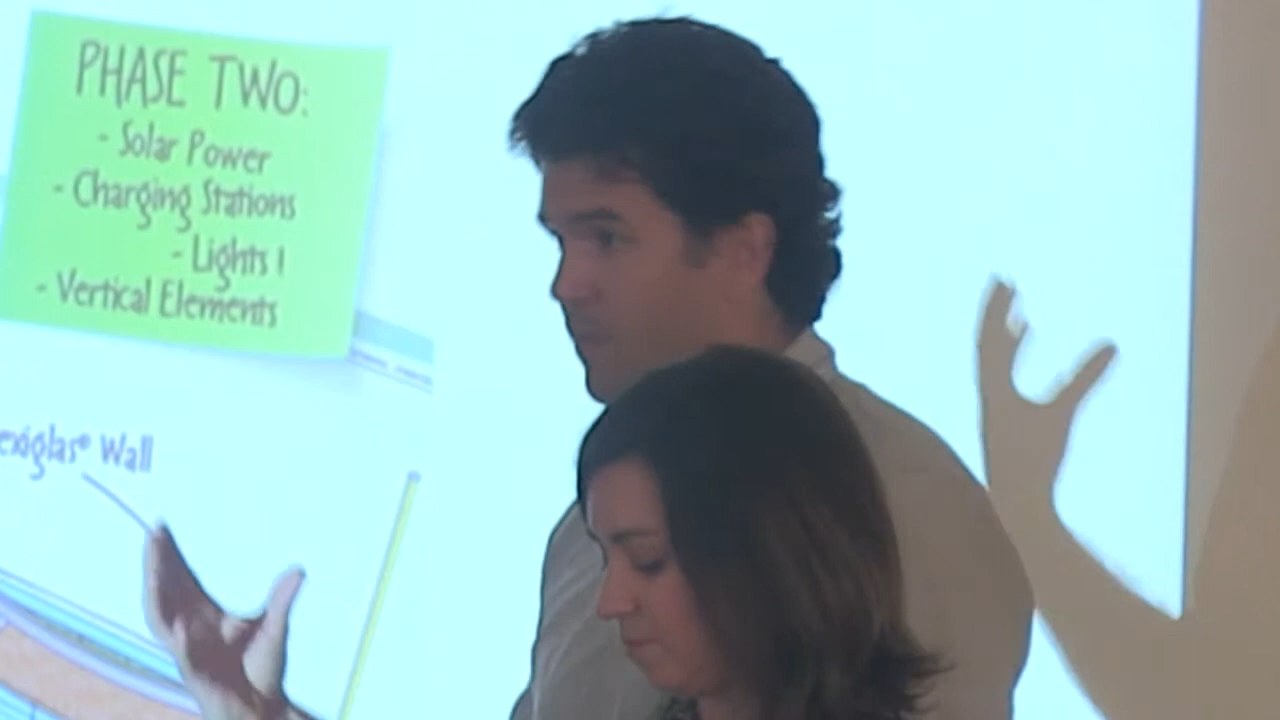 PHASE TWO:
- Solar Power
- Charging Stations
- Lights !
- Vertical Elements
exiglas® Wall